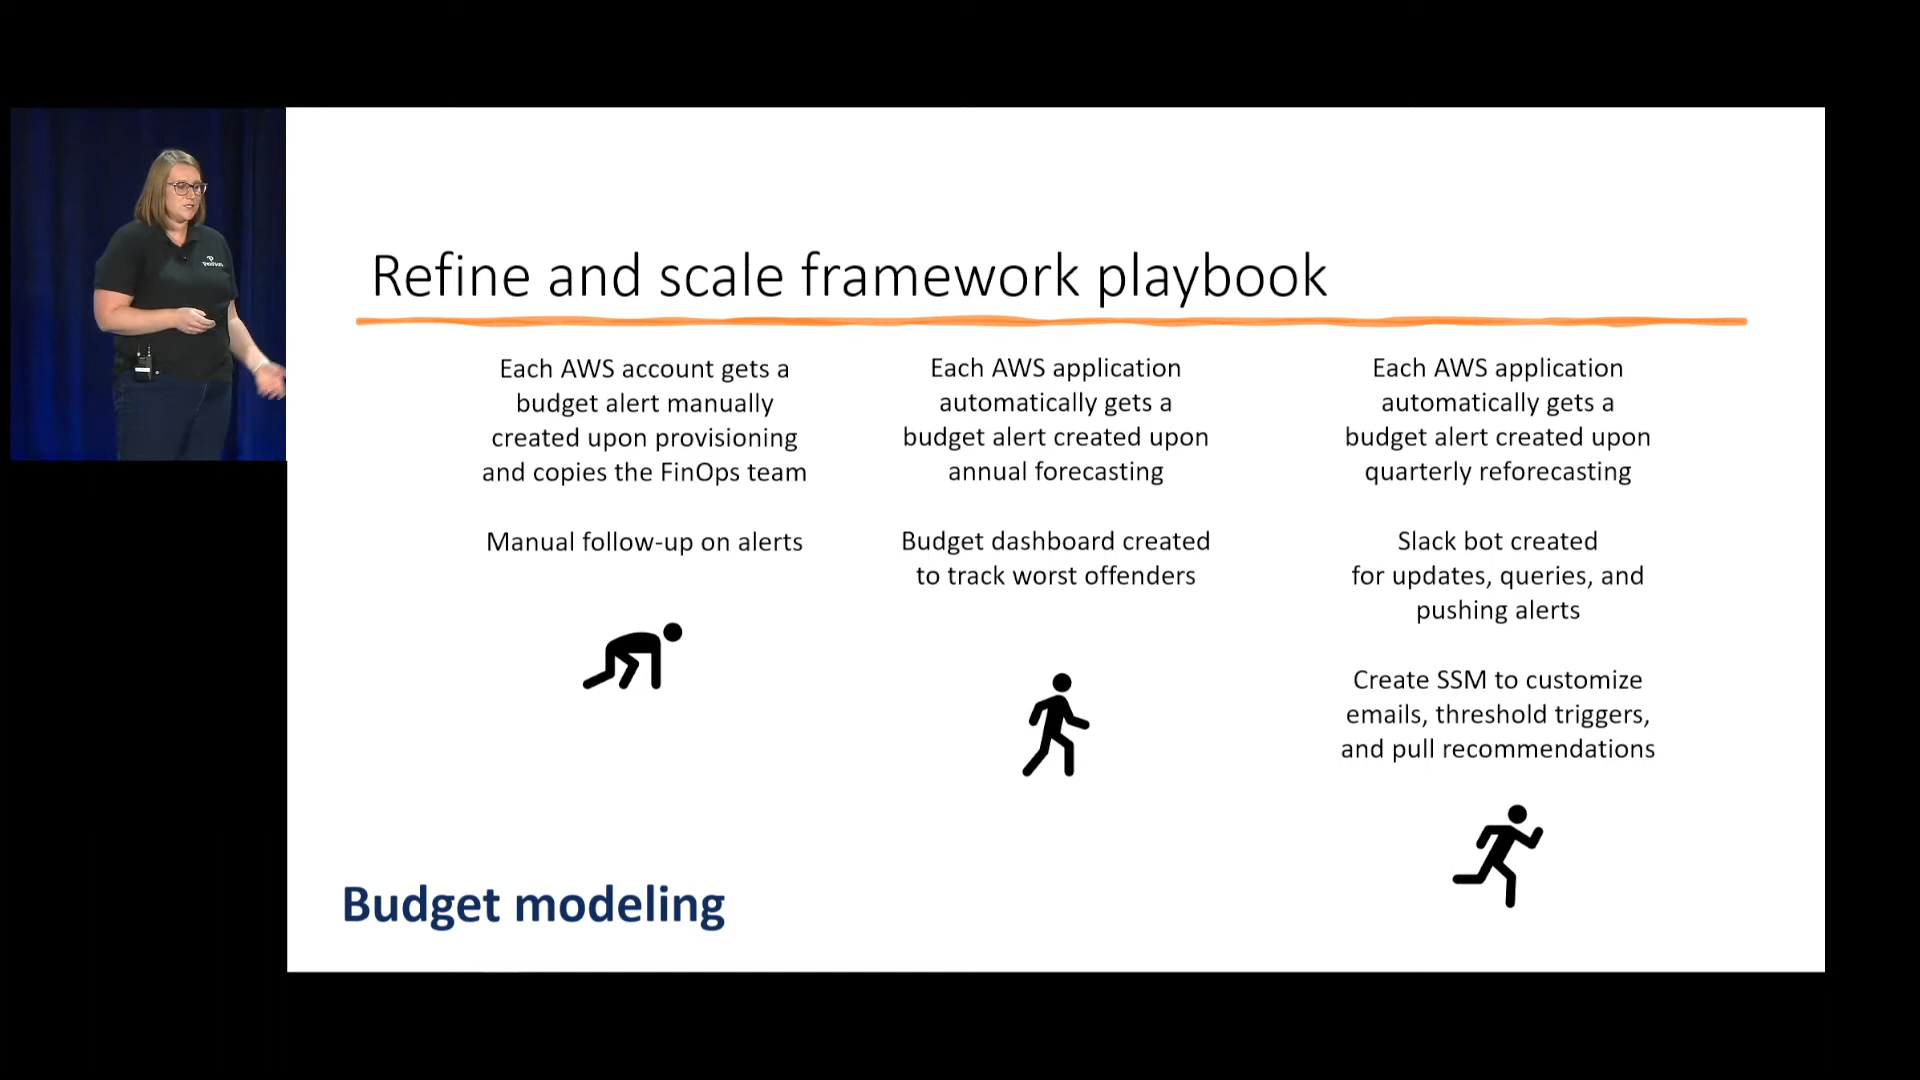 Refine and scale framework playbook
Each AWS account gets a
budget alert manually
created upon provisioning
and copies the FinOps team
Manual follow-up on alerts
Each AWS application
automatically gets a
budget alert created upon
annual forecasting
Budget dashboard created
to track worst offenders
Each AWS application
automatically gets a
budget alert created upon
quarterly reforecasting
Slack bot created
for updates, queries, and
pushing alerts
Create SSM to customize
emails, threshold triggers,
and pull recommendations
Budget modeling